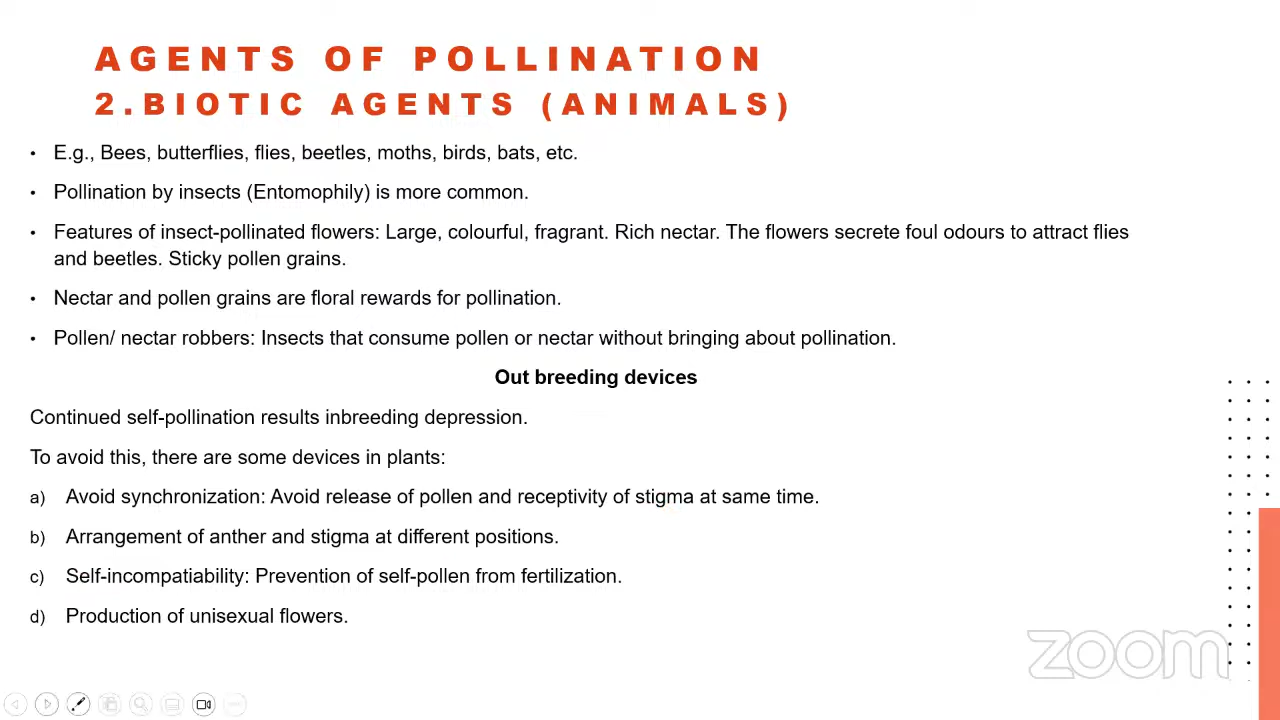 AGENTS OF POLLINATION
2.BIOTIC AGENTS (ANIMALS)
• E.g., Bees, butterflies, flies, beetles, moths, birds, bats, etc.
• Pollination by insects (Entomophily) is more common.
• Features of insect-pollinated flowers: Large, colourful, fragrant. Rich nectar. The flowers secrete foul odours to attract flies
and beetles. Sticky pollen grains.
• Nectar and pollen grains are floral rewards for pollination.
• Pollen/ nectar robbers: Insects that consume pollen or nectar without bringing about pollination.
Out breeding devices
Continued self-pollination results inbreeding depression.
To avoid this, there are some devices in plants:
a) Avoid synchronization: Avoid release of pollen and receptivity of stigma at same time.
b) Arrangement of anther and stigma at different positions.
c) Self-incompatiability: Prevention of self-pollen from fertilization.
d) Production of unisexual flowers.
zoom